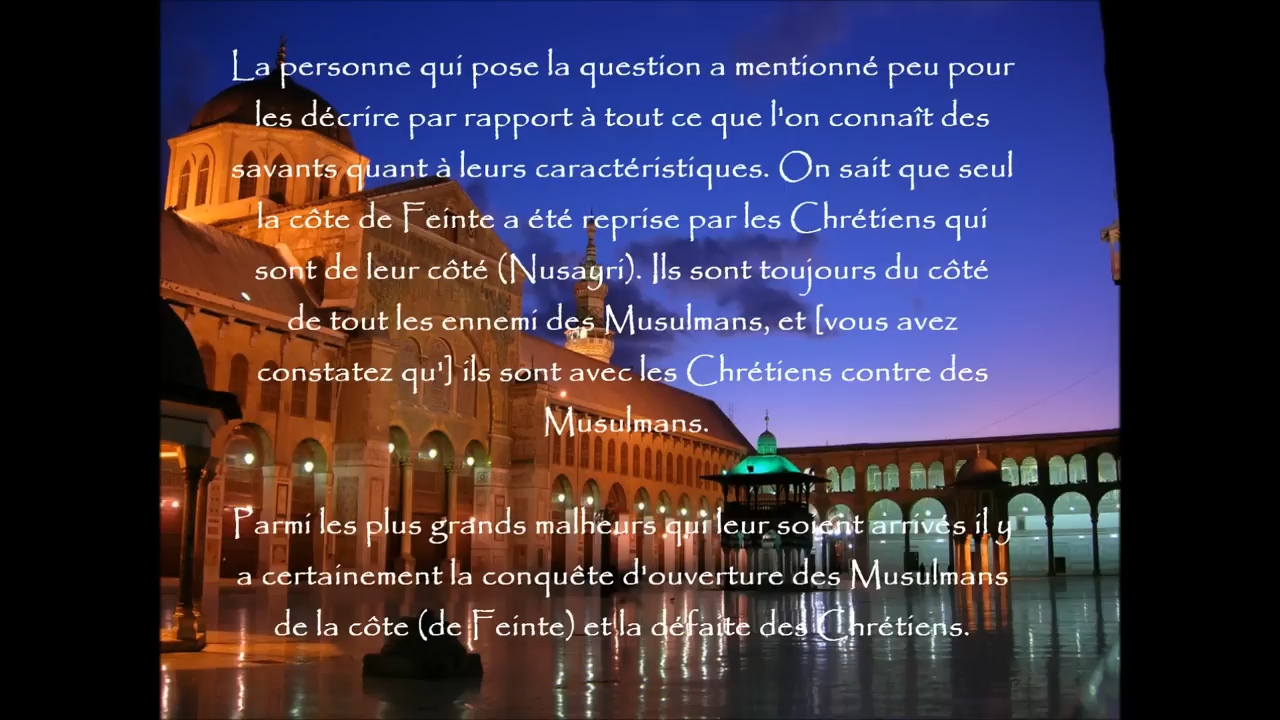 La personne qui pose la question a mentionné peu pour
les décrire par rapport à tout ce que l'on connaît des
savants quant à leurs caractéristiques. On sait que seul
la côte de Feinte a été reprise par les Chrétiens qui
sont de leur côté (Nusayri). Ils sont toujours du côté
de tout les ennemi des Musulmans, et [vous avez
constatez qu'] ils sont avec les Chrétiens contre des
Musulmans.
Parmi les plus grands malheurs qui leur soient arrivés il y
a certainement la conquête d'ouverture des Musulmans
de la côte (de Feinte) et la défaite des Chrétiens.